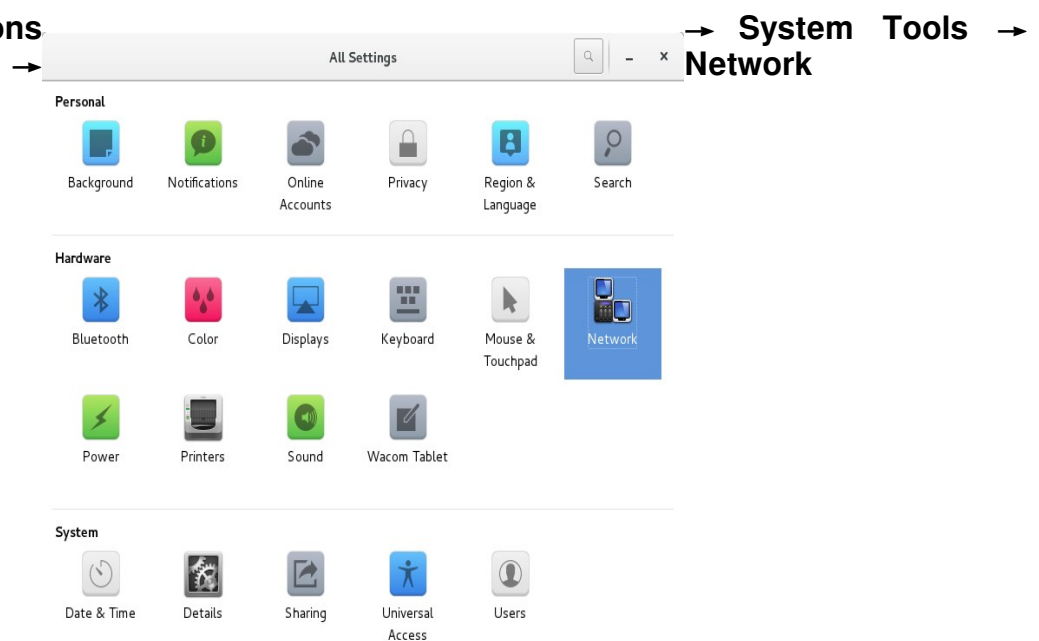 ons → System Tools →
→ Network
All Settings
Personal
Background Notifications Online Accounts Privacy Region & Language Search
Hardware
Bluetooth Color Displays Keyboard Mouse & Touchpad Network
Power Printers Sound Wacom Tablet
System
Date & Time Details Sharing Universal Access Users